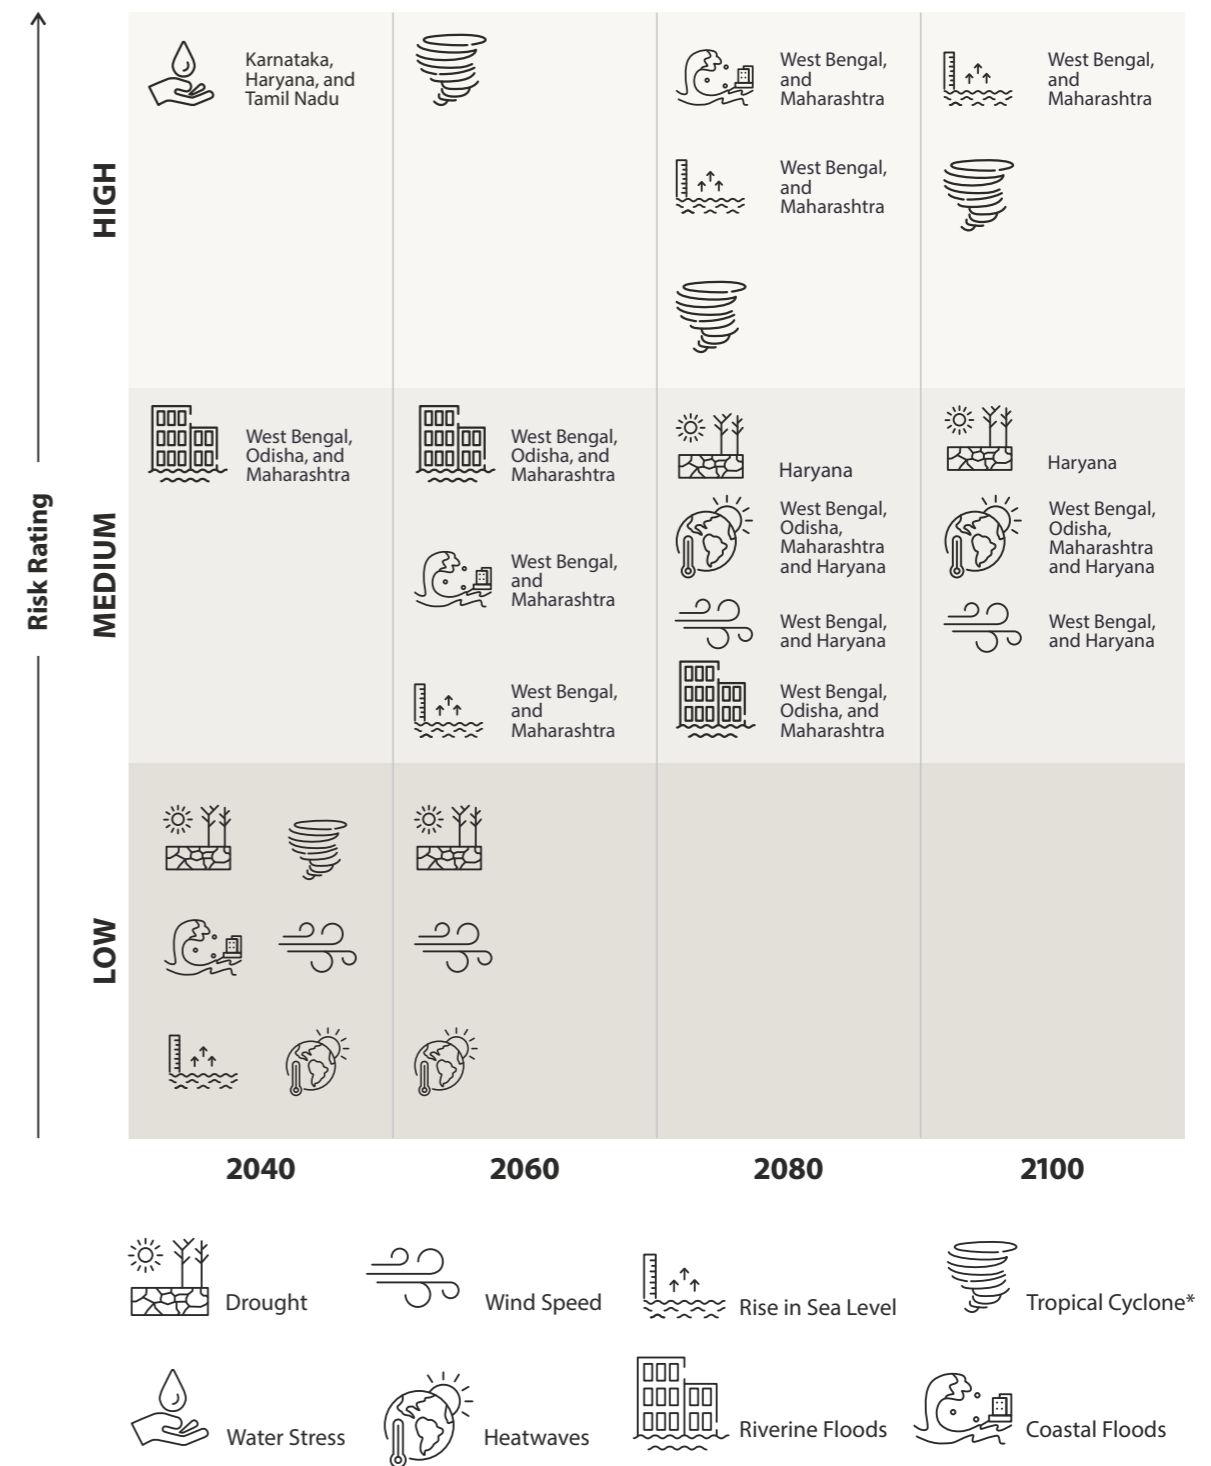 Risk Rating
HIGH
Karnataka,
Haryana, and
Tamil Nadu
West Bengal,
and
Maharashtra
West Bengal,
and
Maharashtra
West Bengal,
and
Maharashtra
MEDIUM
West Bengal,
Odisha, and
Maharashtra
West Bengal,
Odisha, and
Maharashtra
West Bengal,
and
Maharashtra
West Bengal,
and
Maharashtra
Haryana
West Bengal,
Odisha,
Maharashtra
and Haryana
West Bengal,
and Haryana
West Bengal,
Odisha, and
Maharashtra
Haryana
West Bengal,
Odisha,
Maharashtra
and Haryana
West Bengal,
and Haryana
LOW
2040 2060 2080 2100
Drought Wind Speed Rise in Sea Level Tropical Cyclone*
Water Stress Heatwaves Riverine Floods Coastal Floods